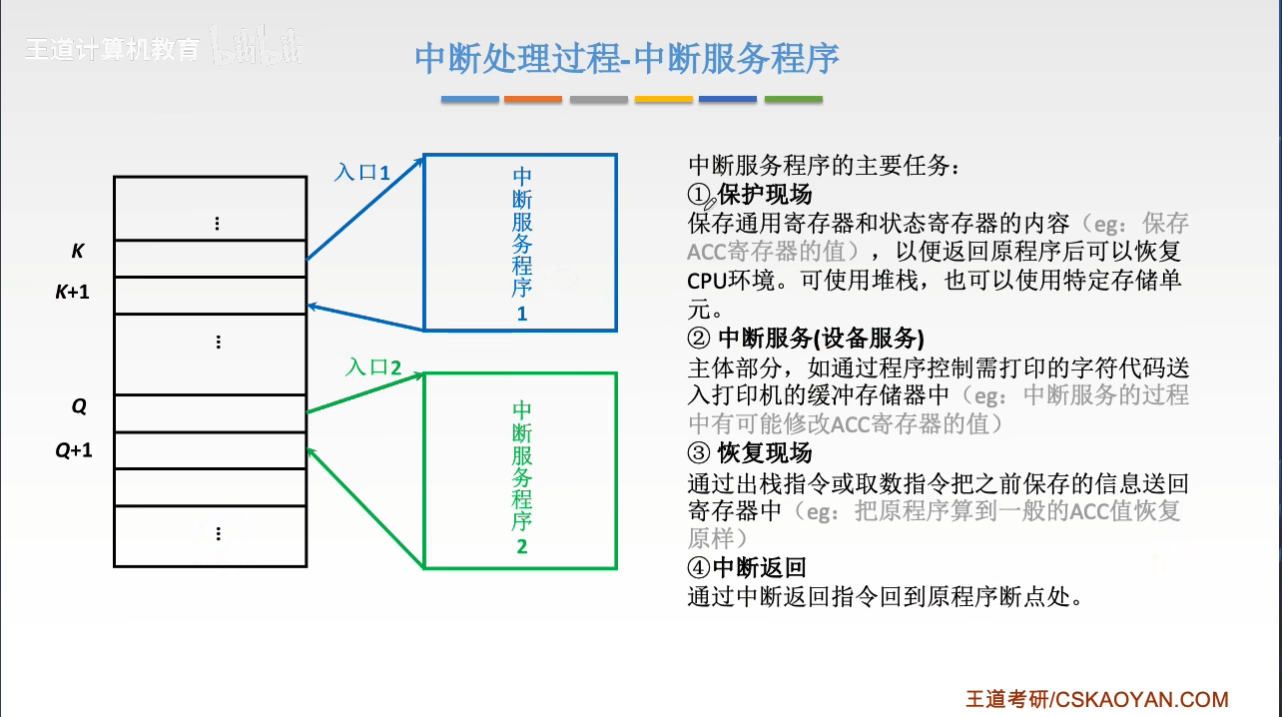 王道计算机教育 bilibili
中断处理过程-中断服务程序
入口1
中断服务程序1
K
K+1
入口2
中断服务程序2
Q
Q+1
中断服务程序的主要任务：
① 保护现场
保存通用寄存器和状态寄存器的内容（eg：保存
ACC寄存器的值），以便返回原程序后可以恢复
CPU环境。可使用堆栈，也可以使用特定存储单
元。
② 中断服务(设备服务)
主体部分，如通过程序控制需打印的字符代码送
入打印机的缓冲存储器中（eg：中断服务的过程
中有可能修改ACC寄存器的值）
③ 恢复现场
通过出栈指令或取数指令把之前保存的信息送回
寄存器中（eg：把原程序算到一般的ACC值恢复
原样）
④中断返回
通过中断返回指令回到原程序断点处。
王道考研/CSKAOYAN.COM